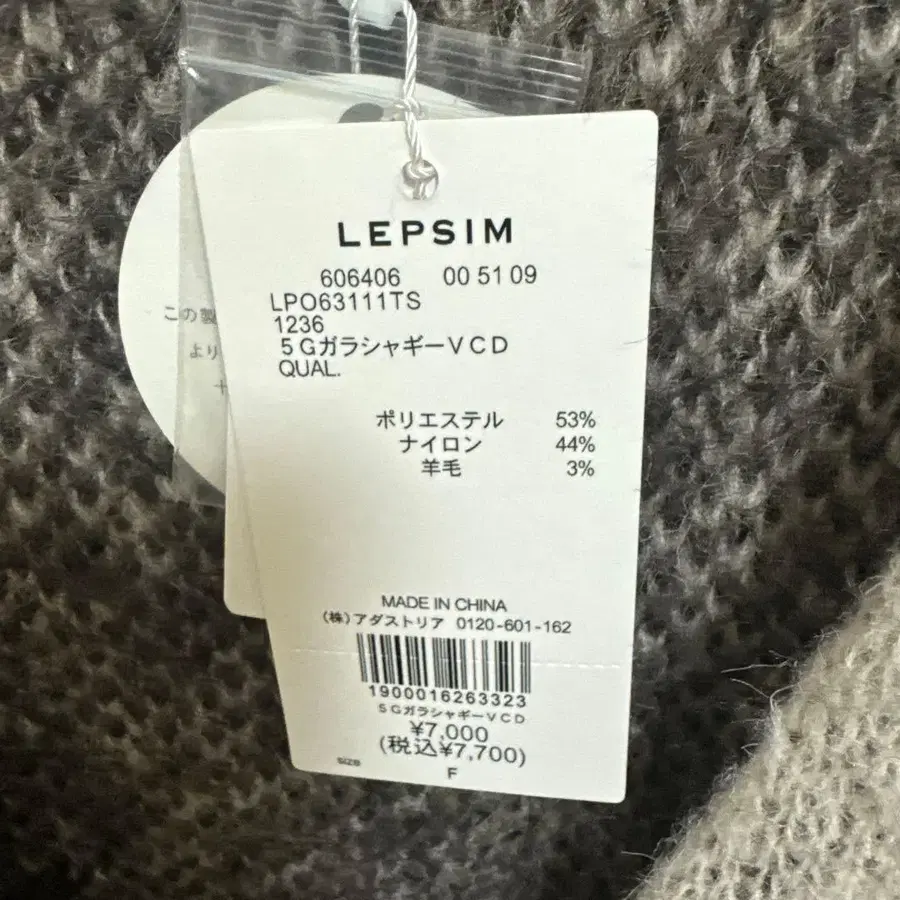 LEPSIM
606406 00 51 09
LPO63111TS
1236
5GガラシャギーVCD
QUAL.
ポリエステル 53%
ナイロン 44%
羊毛 3%
MADE IN CHINA
(株)アダストリア 0120-601-162
1900016263323
5GガラシャギーVCD
¥7,000
(税込¥7,700)
size F
この製
より